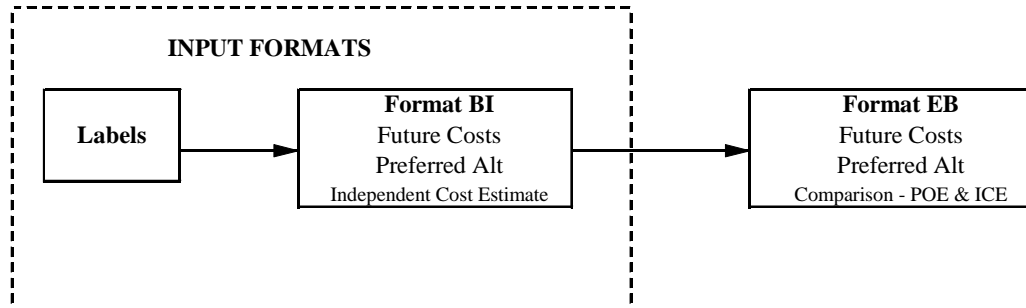 INPUT FORMATS
Labels
Format BI
Future Costs
Preferred Alt
Independent Cost Estimate
Format EB
Future Costs
Preferred Alt
Comparison - POE & ICE